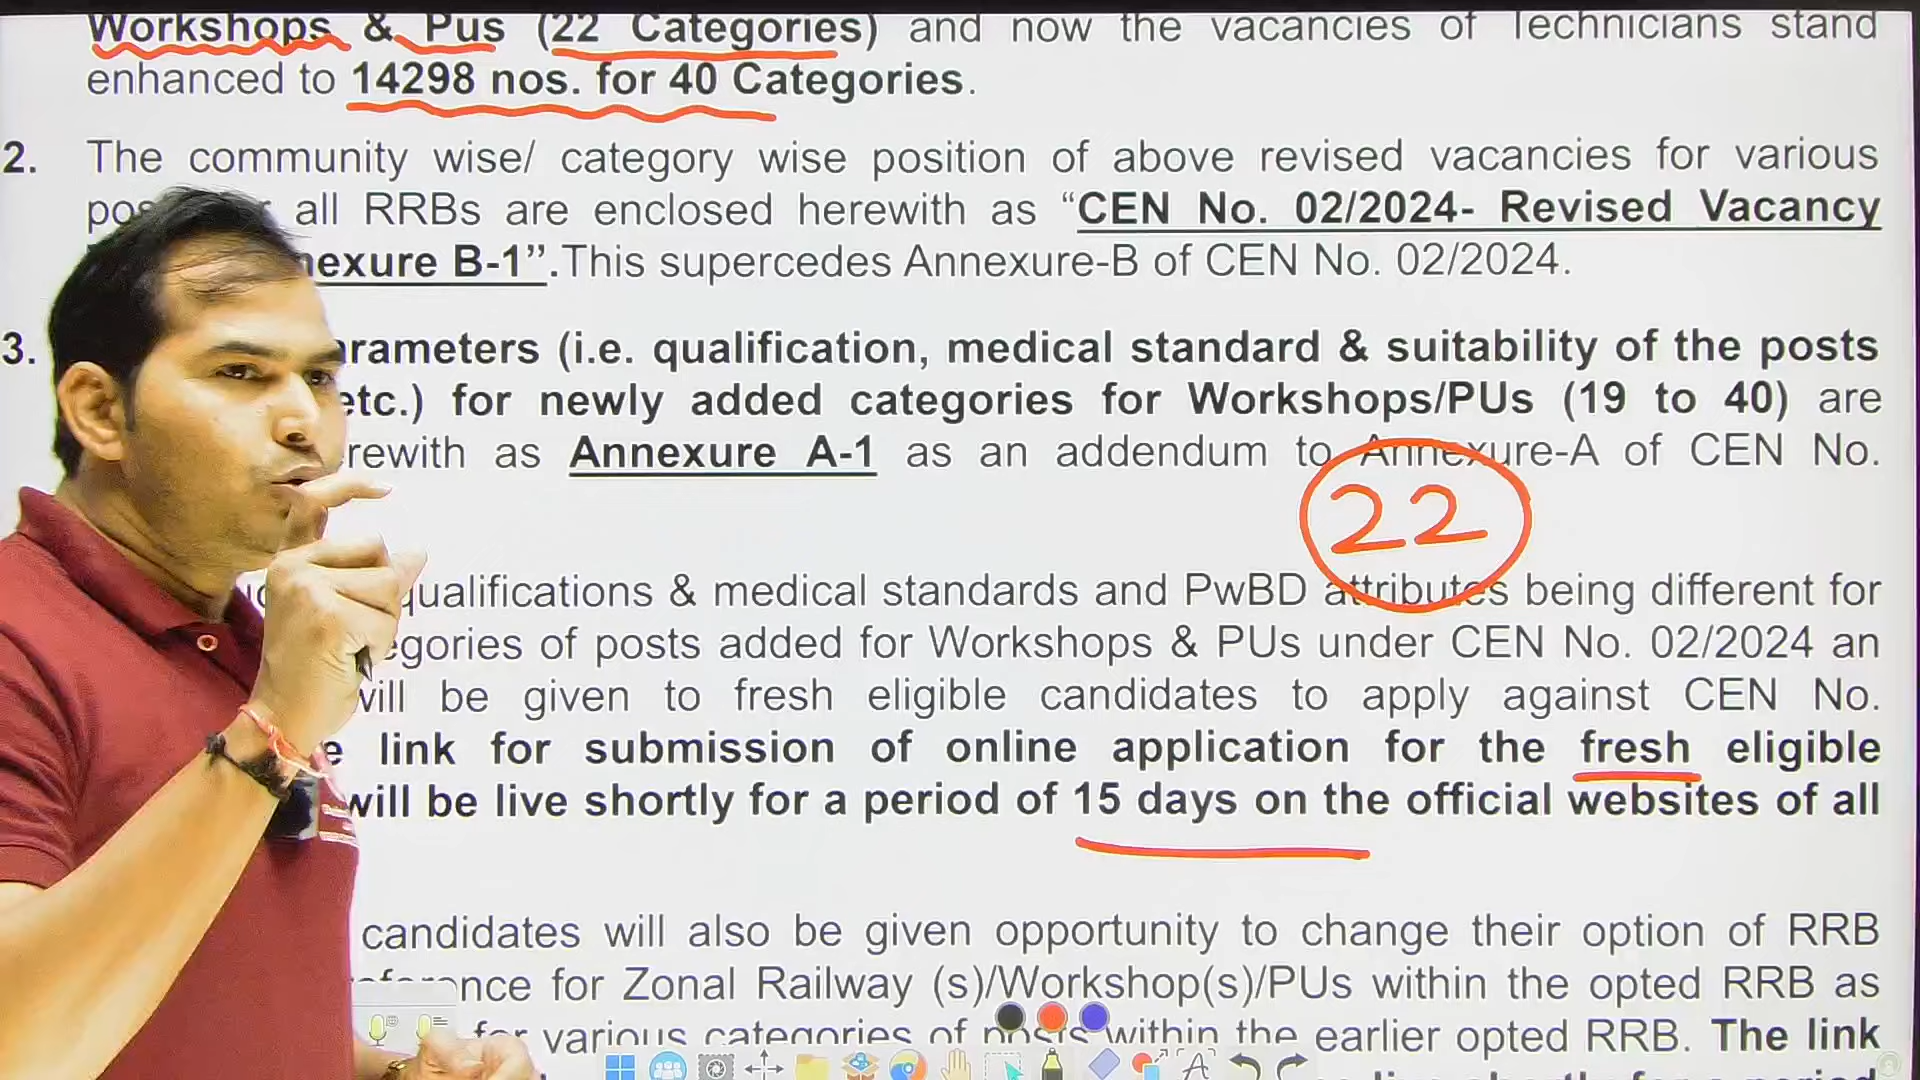 Workshops & Pus (22 Categories) and now the vacancies of Technicians stand
enhanced to 14298 nos. for 40 Categories.
2. The community wise/ category wise position of above revised vacancies for various
all RRBs are enclosed herewith as “CEN No. 02/2024- Revised Vacancy
nexure B-1”.This supercedes Annexure-B of CEN No. 02/2024.
3. rameters (i.e. qualification, medical standard & suitability of the posts
etc.) for newly added categories for Workshops/PUs (19 to 40) are
rewith as Annexure A-1 as an addendum to Annexure-A of CEN No.
22
qualifications & medical standards and PwBD attributes being different for
egories of posts added for Workshops & PUs under CEN No. 02/2024 an
will be given to fresh eligible candidates to apply against CEN No.
e link for submission of online application for the fresh eligible
will be live shortly for a period of 15 days on the official websites of all
candidates will also be given opportunity to change their option of RRB
nce for Zonal Railway (s)/Workshop(s)/PUs within the opted RRB as
for various categories of posts within the earlier opted RRB. The link